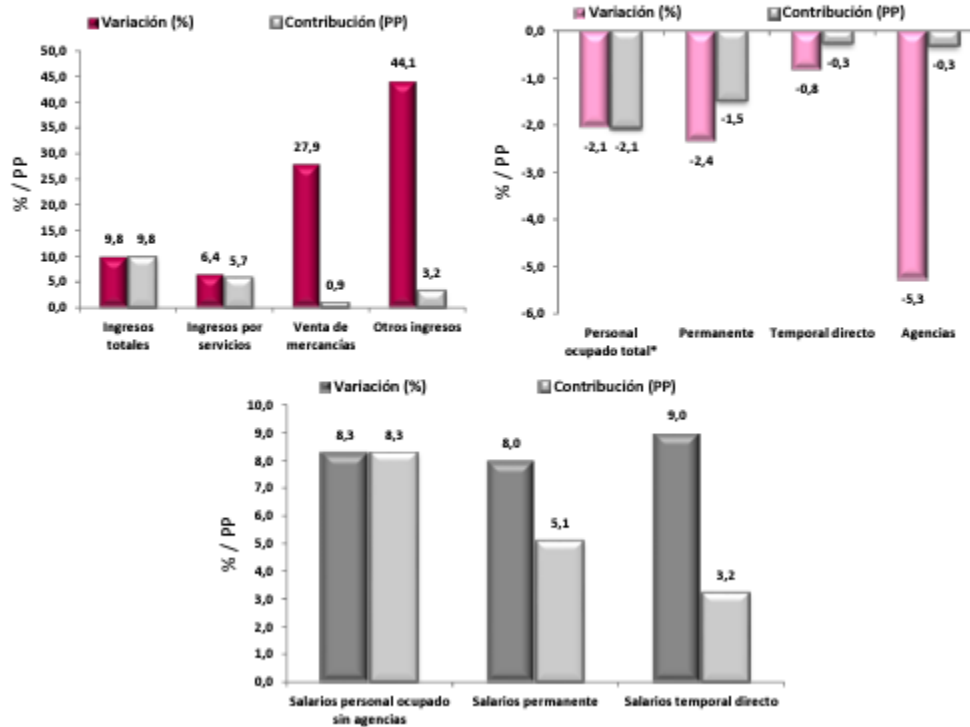 Variación (%) Contribución (PP)
50,0
45,0
40,0
35,0
30,0
25,0
20,0
15,0
10,0
5,0
0,0
% / PP
9,8 9,8
6,4 5,7
27,9 0,9
44,1 3,2
Ingresos
totales
Ingresos por
servicios
Venta de
mercancías
Otros ingresos
Variación (%) Contribución (PP)
0,0
-1,0
-2,0
-3,0
-4,0
-5,0
-6,0
% / PP
-2,1 -2,1
-2,4 -1,5
-0,8 -0,3
-5,3 -0,3
Personal
ocupado total*
Permanente
Temporal directo
Agencias
Variación (%) Contribución (PP)
10,0
9,0
8,0
7,0
6,0
5,0
4,0
3,0
2,0
1,0
0,0
% / PP
8,3 8,3
8,0 5,1
9,0 3,2
Salarios personal ocupado
sin agencias
Salarios permanente
Salarios temporal directo